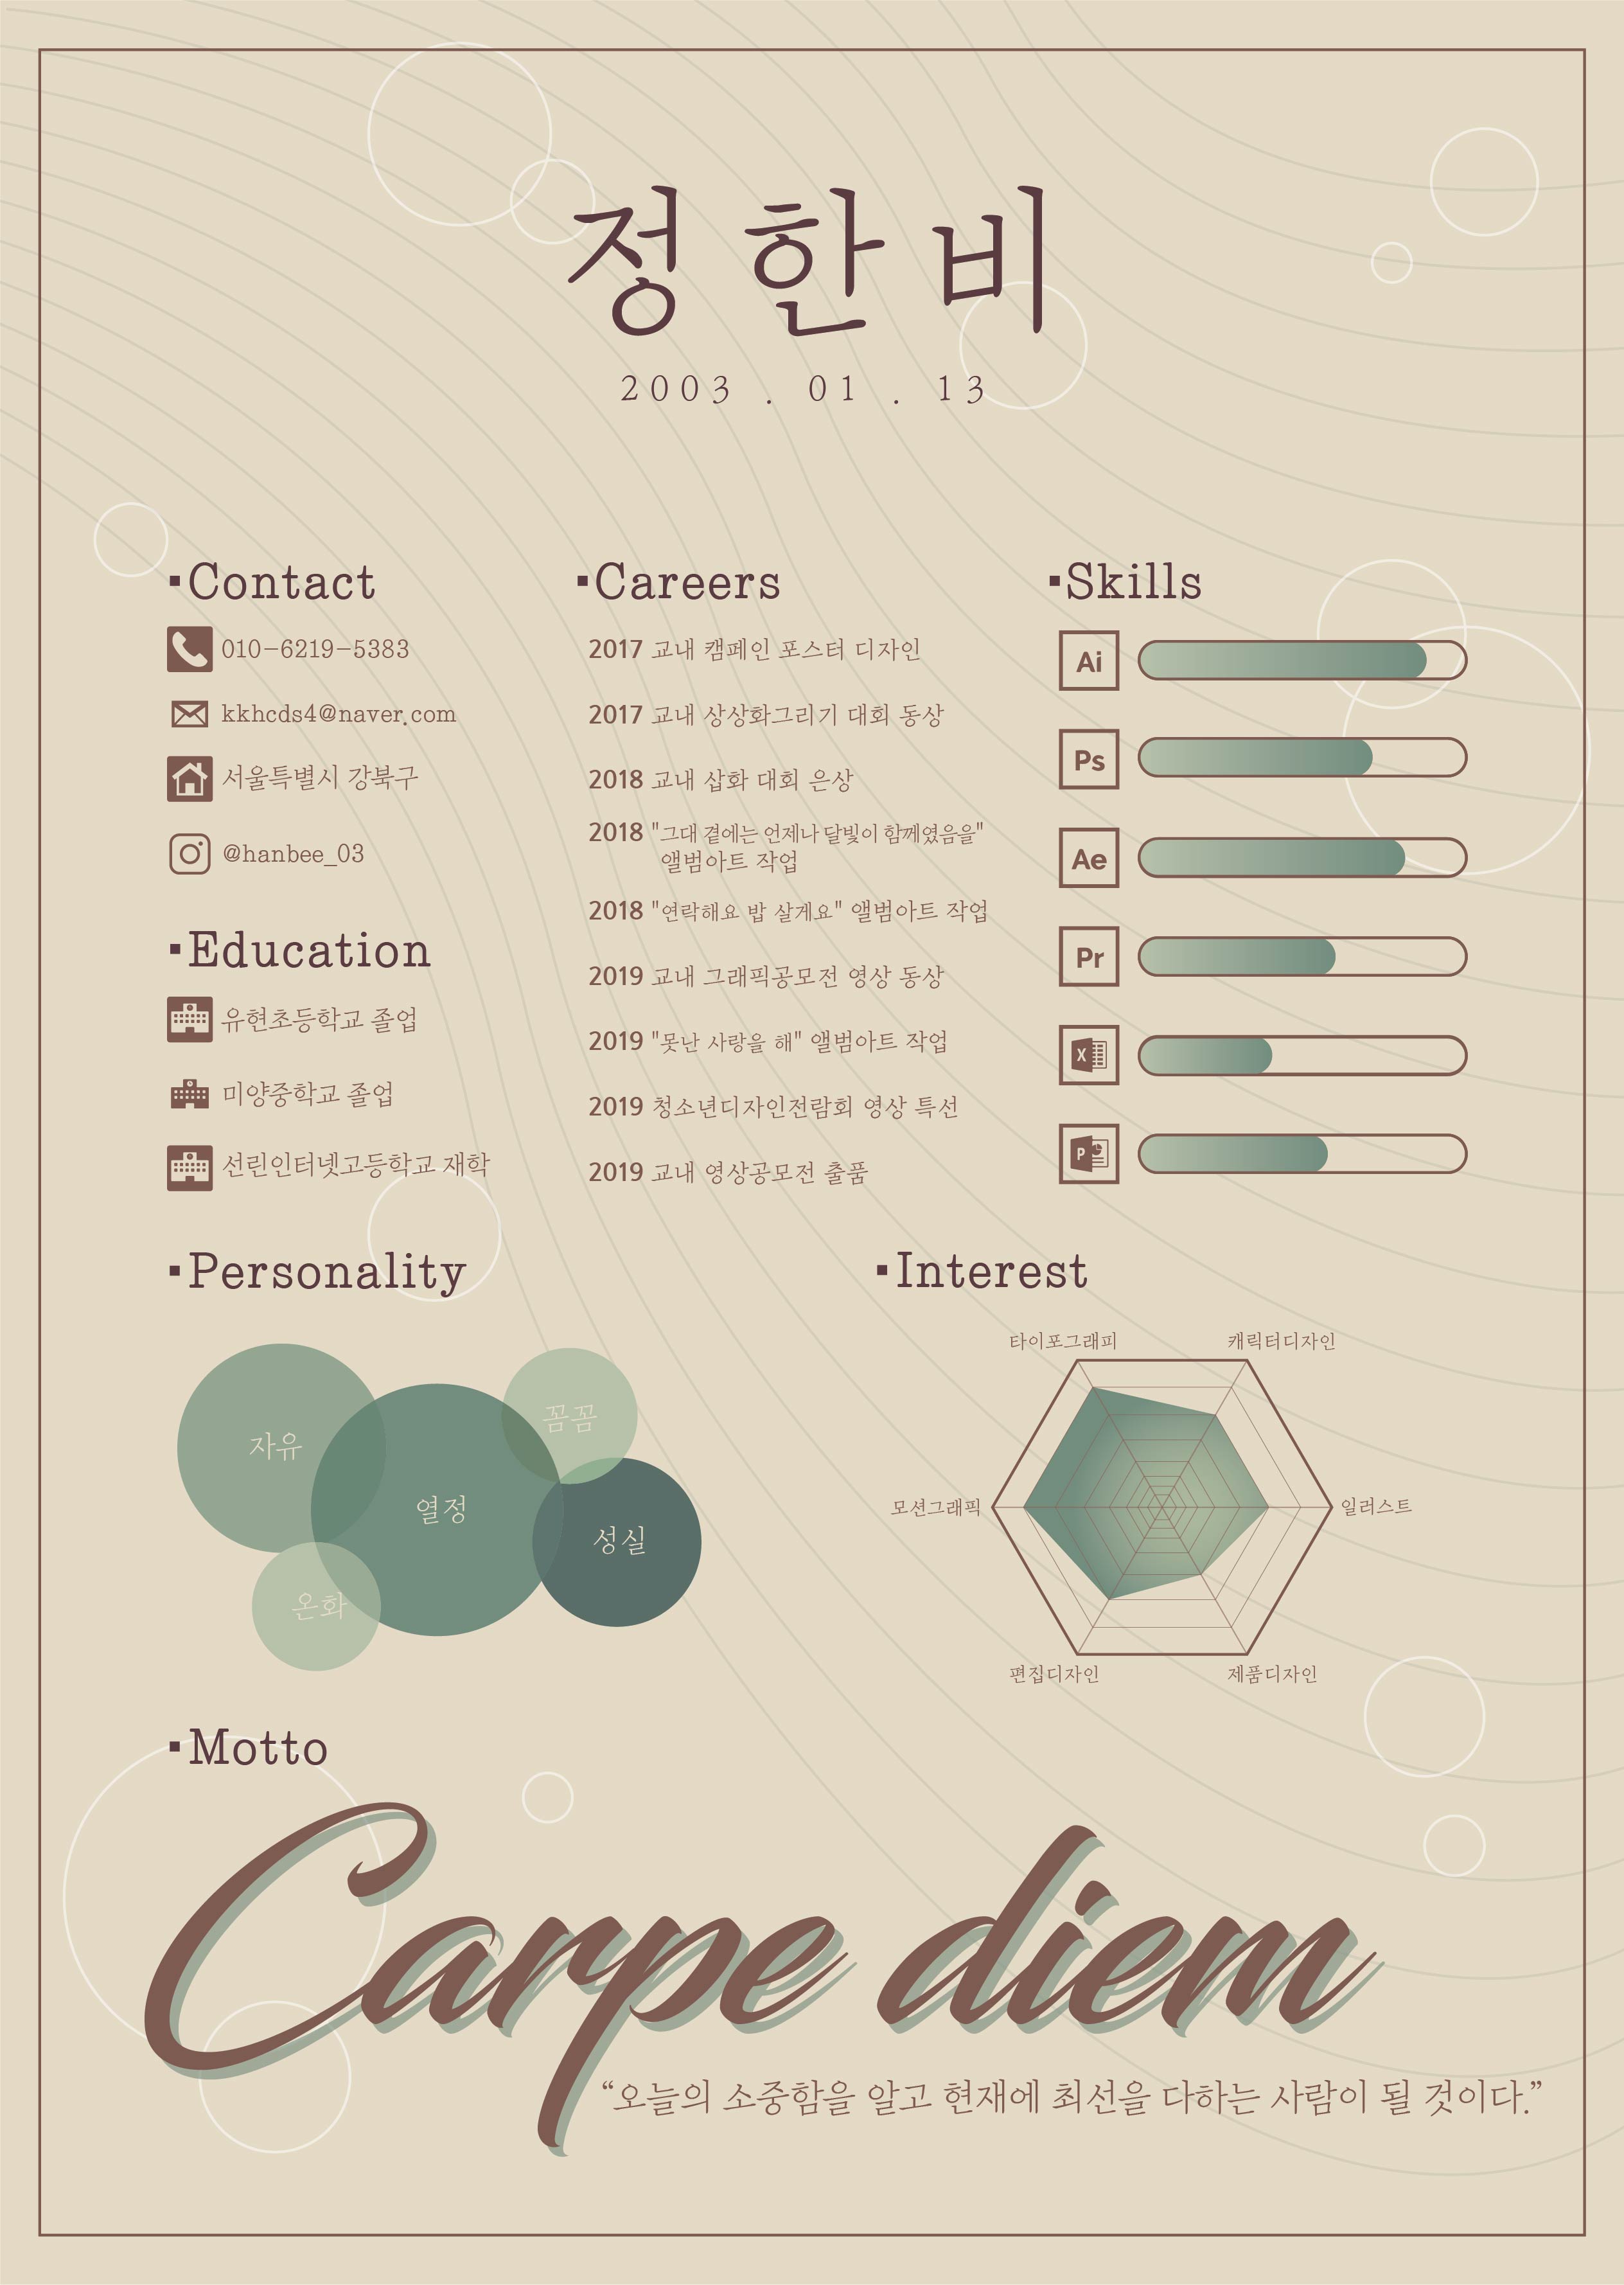 정한비
2003 . 01 . 13
▪Contact
010-6219-5383
kkhcds4@naver.com
서울특별시 강북구
@hanbee_03
▪Education
유현초등학교 졸업
미양중학교 졸업
선린인터넷고등학교 재학
▪Careers
2017 교내 캠페인 포스터 디자인
2017 교내 상상화그리기 대회 동상
2018 교내 삽화 대회 은상
2018 "그대 곁에는 언제나 달빛이 함께였음을"
앨범아트 작업
2018 "연락해요 밥 살게요" 앨범아트 작업
2019 교내 그래픽공모전 영상 동상
2019 "못난 사랑을 해" 앨범아트 작업
2019 청소년디자인전람회 영상 특선
2019 교내 영상공모전 출품
▪Skills
Ai
Ps
Ae
Pr
X
P
▪Personality
자유
열정
꼼꼼
성실
온화
▪Interest
타이포그래피
캐릭터디자인
모션그래픽
일러스트
편집디자인
제품디자인
▪Motto
Carpe diem
“오늘의 소중함을 알고 현재에 최선을 다하는 사람이 될 것이다.”